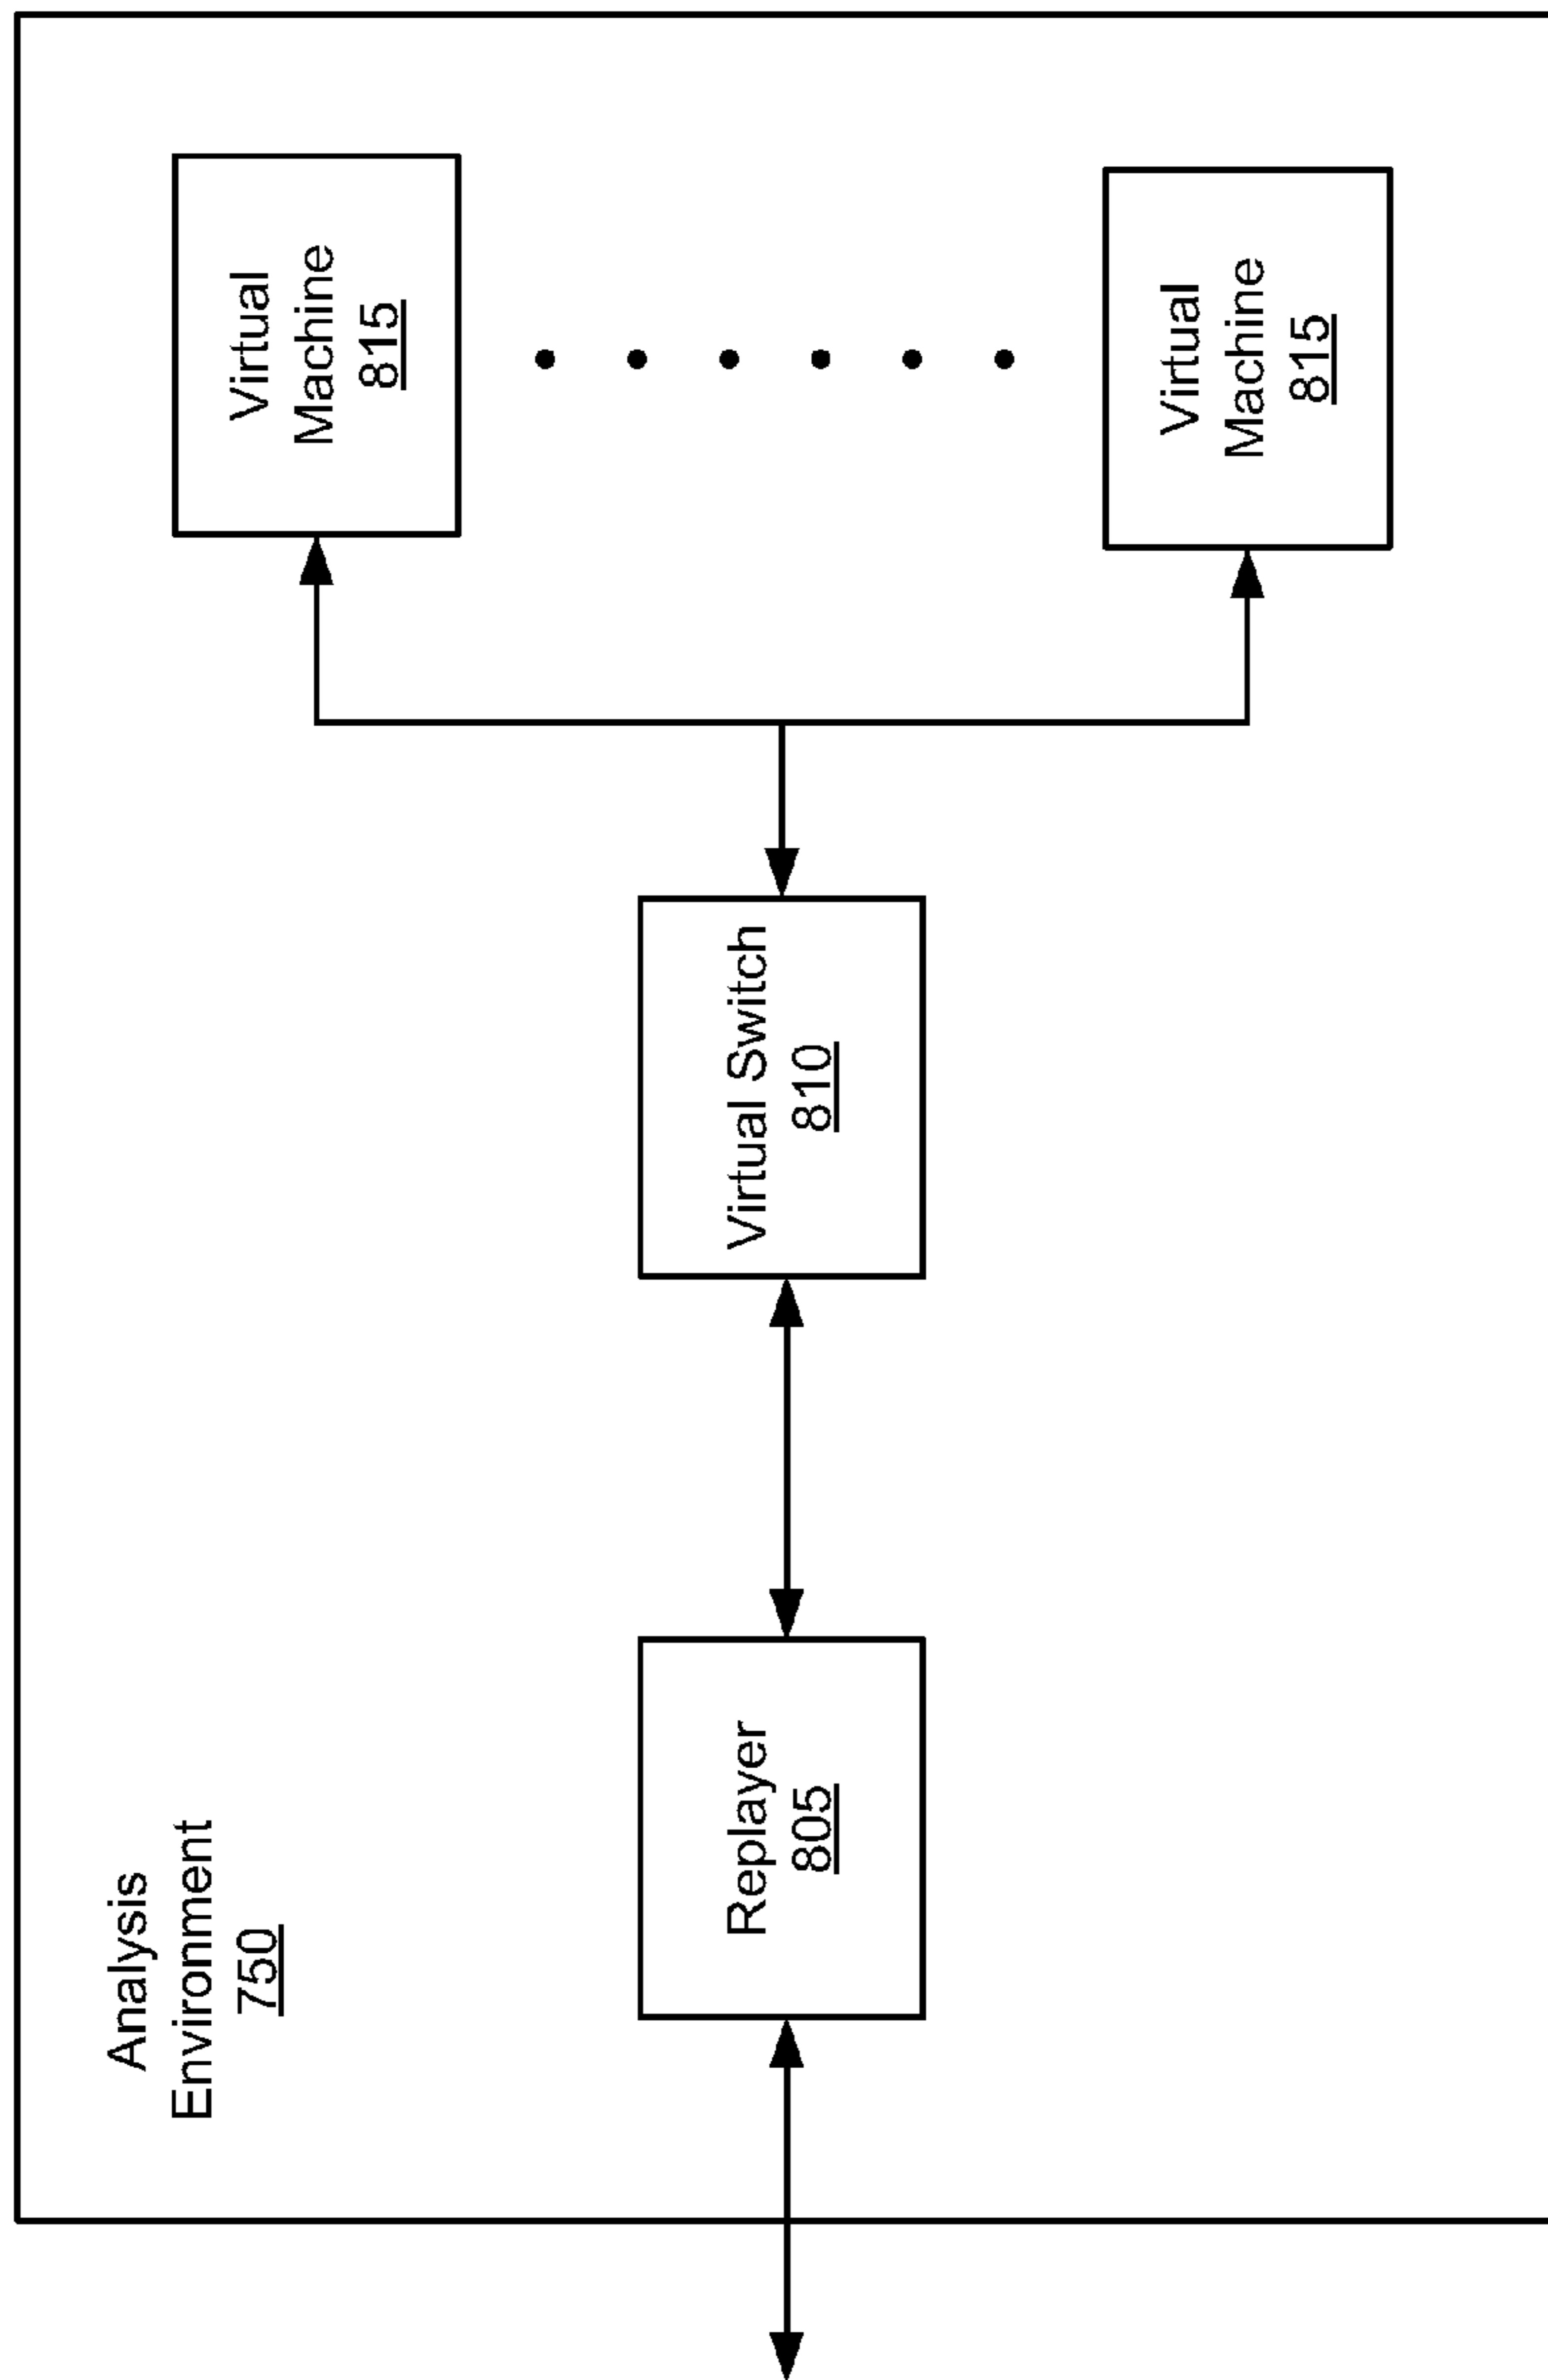 Analysis
Environment
750
Replayer
805
Virtual Switch
810
Virtual
Machine
815
Virtual
Machine
815